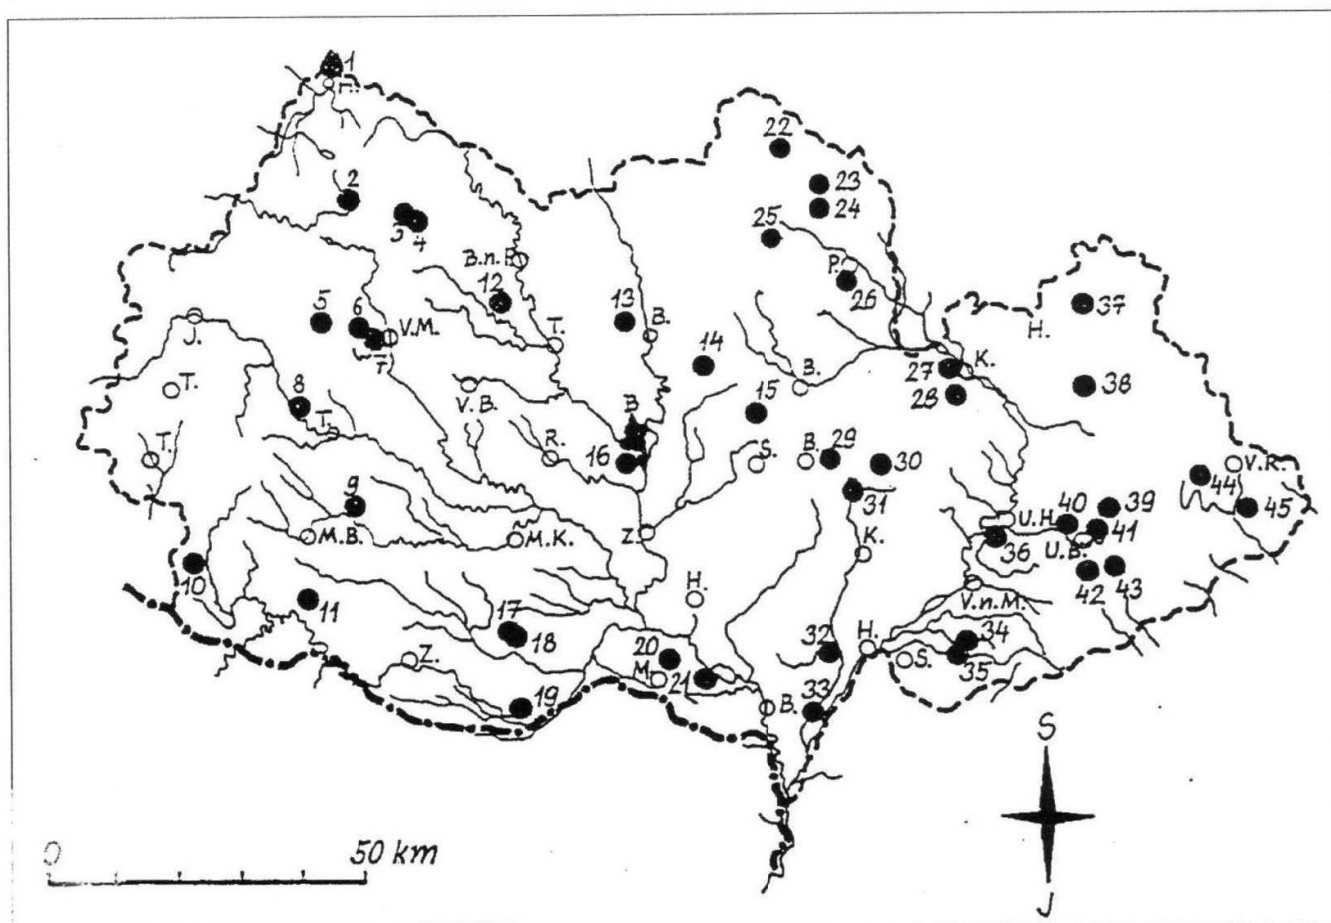 1
H.
22
23
2
24
3
4
25
B.n.P.
P.
26
12
37
13
5
6
H.
J.
V.M.
T.
B.
7
14
K.
27
T.
B.
38
8
15
28
V.B.
T.
B
T.
R.
16
S.
B.
29
30
V.R.
44
9
31
40
39
45
U.H.
41
M.B.
M.K.
Z.
K.
36
U.B.
10
42
43
H.
V.n.M.
11
17
18
20
32
H.
34
Z.
M.
21
S.
35
19
B.
33
S
0
50 km
J